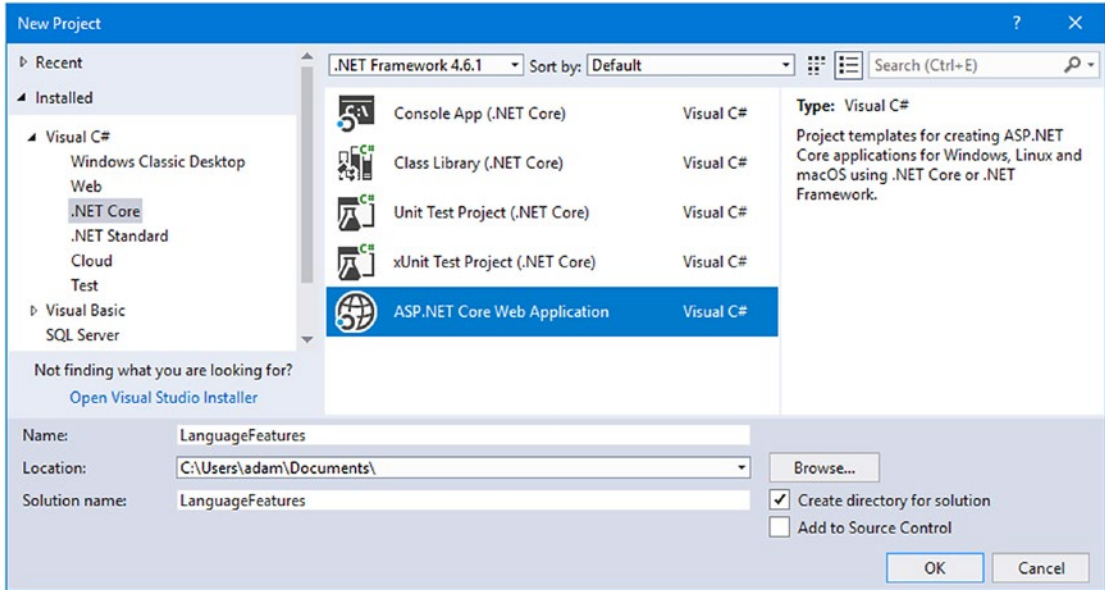 New Project
Recent
Installed
Visual C#
Windows Classic Desktop
Web
.NET Core
.NET Standard
Cloud
Test
Visual Basic
SQL Server
Not finding what you are looking for?
Open Visual Studio Installer
.NET Framework 4.6.1 Sort by: Default
Search (Ctrl+E)
Console App (.NET Core) Visual C#
Class Library (.NET Core) Visual C#
Unit Test Project (.NET Core) Visual C#
xUnit Test Project (.NET Core) Visual C#
ASP.NET Core Web Application Visual C#
Type: Visual C#
Project templates for creating ASP.NET
Core applications for Windows, Linux and
macOS using .NET Core or .NET
Framework.
Name: LanguageFeatures
Location: C:\Users\adam\Documents\ Browse...
Solution name: LanguageFeatures
Create directory for solution
Add to Source Control
OK Cancel